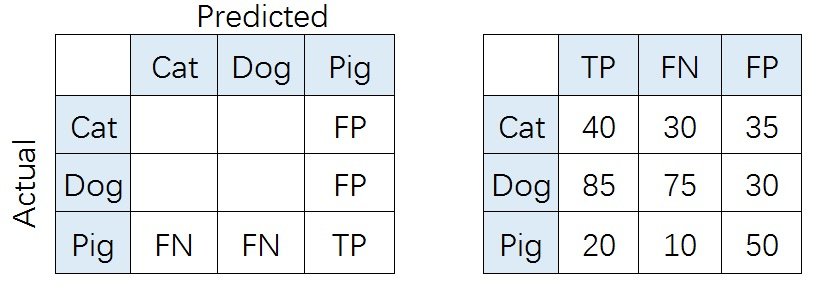 Predicted
Cat Dog Pig
Cat FP
Dog FP
Pig FN FN TP
Actual
TP FN FP
Cat 40 30 35
Dog 85 75 30
Pig 20 10 50